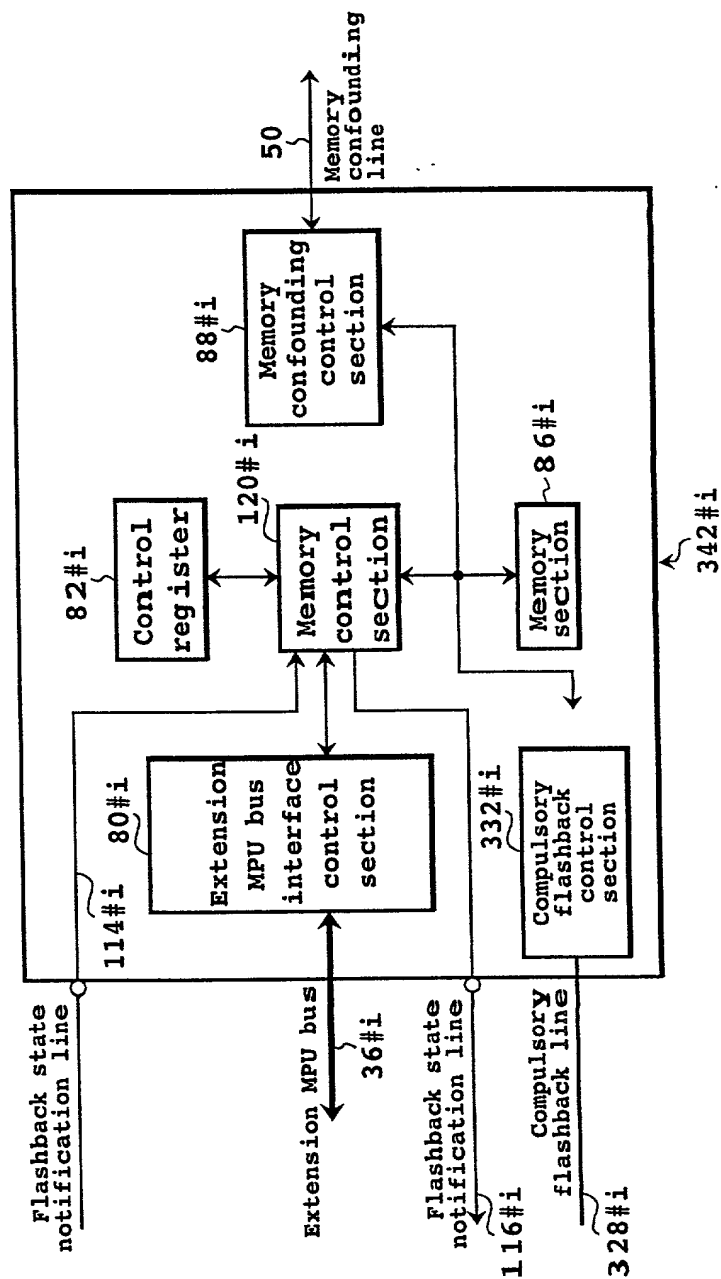 Flashback state
notification line
114#i
Extension MPU bus
36#i
Flashback state
notification line
116#i
Compulsory
flashback line
328#i
80#i
Extension
MPU bus
interface
control
section
332#i
Compulsory
flashback
control
section
82#i
Control
register
120#i
Memory
control
section
86#i
Memory
section
88#i
Memory
confounding
control
section
50
Memory
confounding
line
342#i